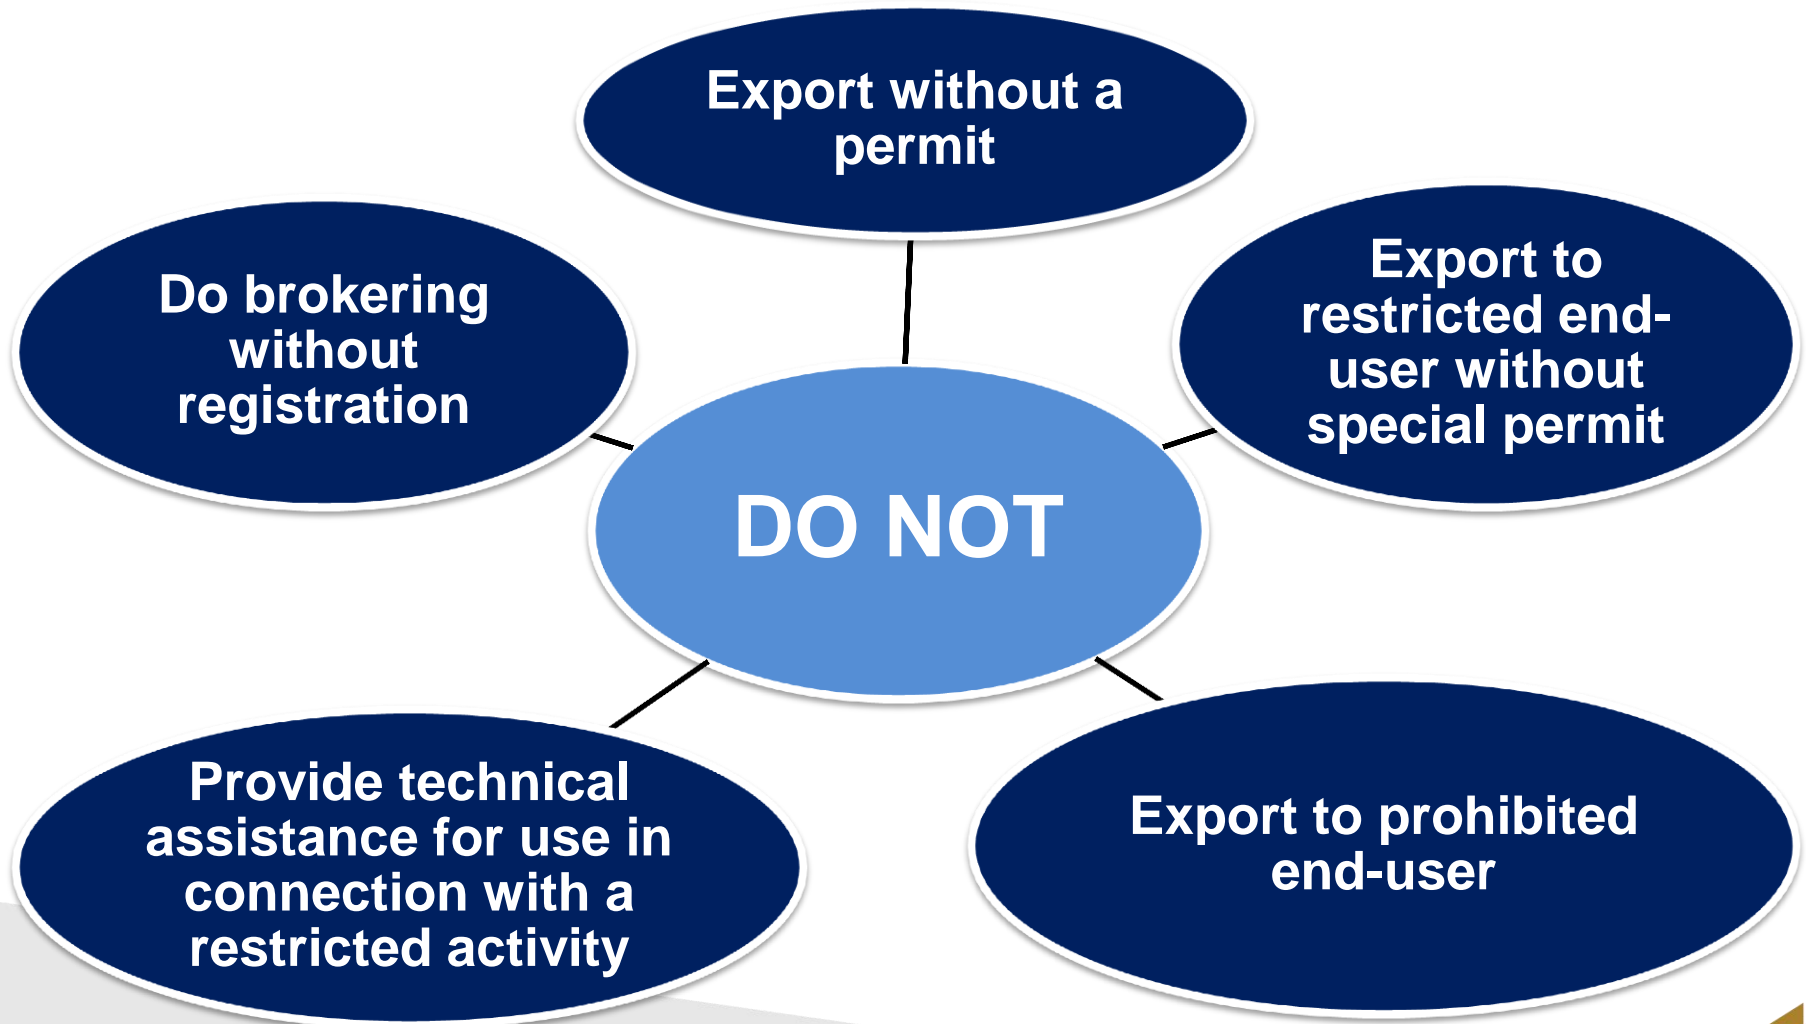 Export without a
permit
Export to
restricted end-
user without
special permit
Do brokering
without
registration
DO NOT
Provide technical
assistance for use in
connection with a
restricted activity
Export to prohibited
end-user